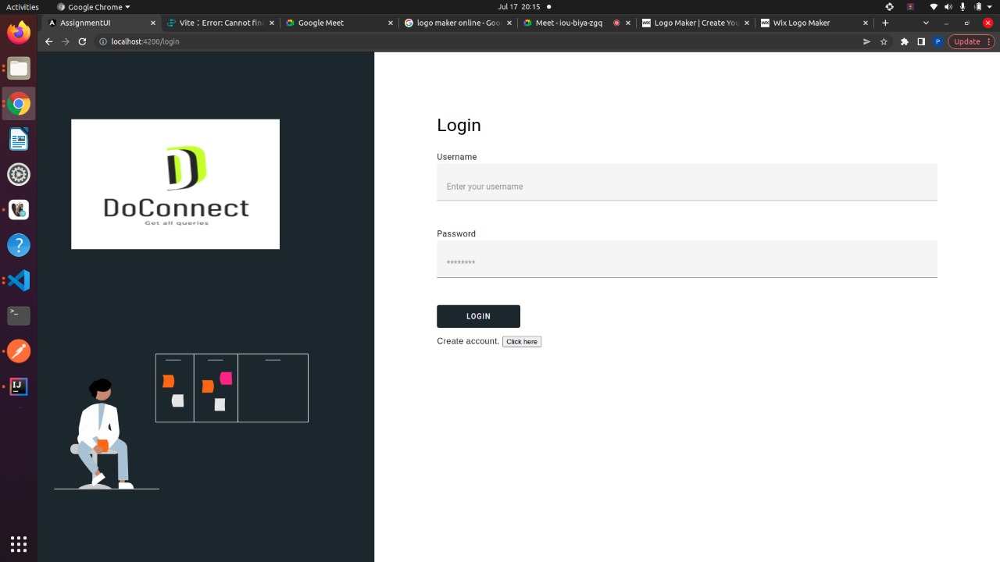 Activities
Google Chrome
Jul 17 20:15
AssignmentUI
Vite : Error: Cannot find
Google Meet
logo maker online - Goo
Meet - iou-biya-zgq
Logo Maker | Create You
Wix Logo Maker
localhost:4200/login
P
Update
DoConnect
Get all queries
Login
Username
Enter your username
Password
********
LOGIN
Create account. Click here